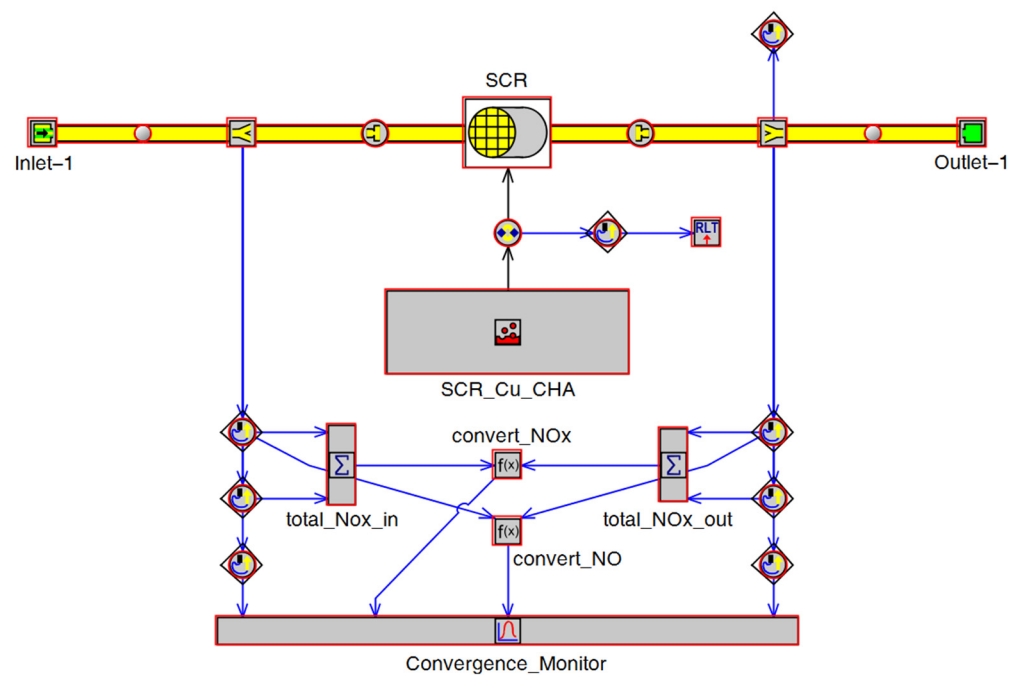 SCR
Inlet–1
Outlet–1
RLT
SCR_Cu_CHA
convert_NOx
Σ
f(x)
Σ
total_Nox_in
total_NOx_out
f(x)
convert_NO
Convergence_Monitor